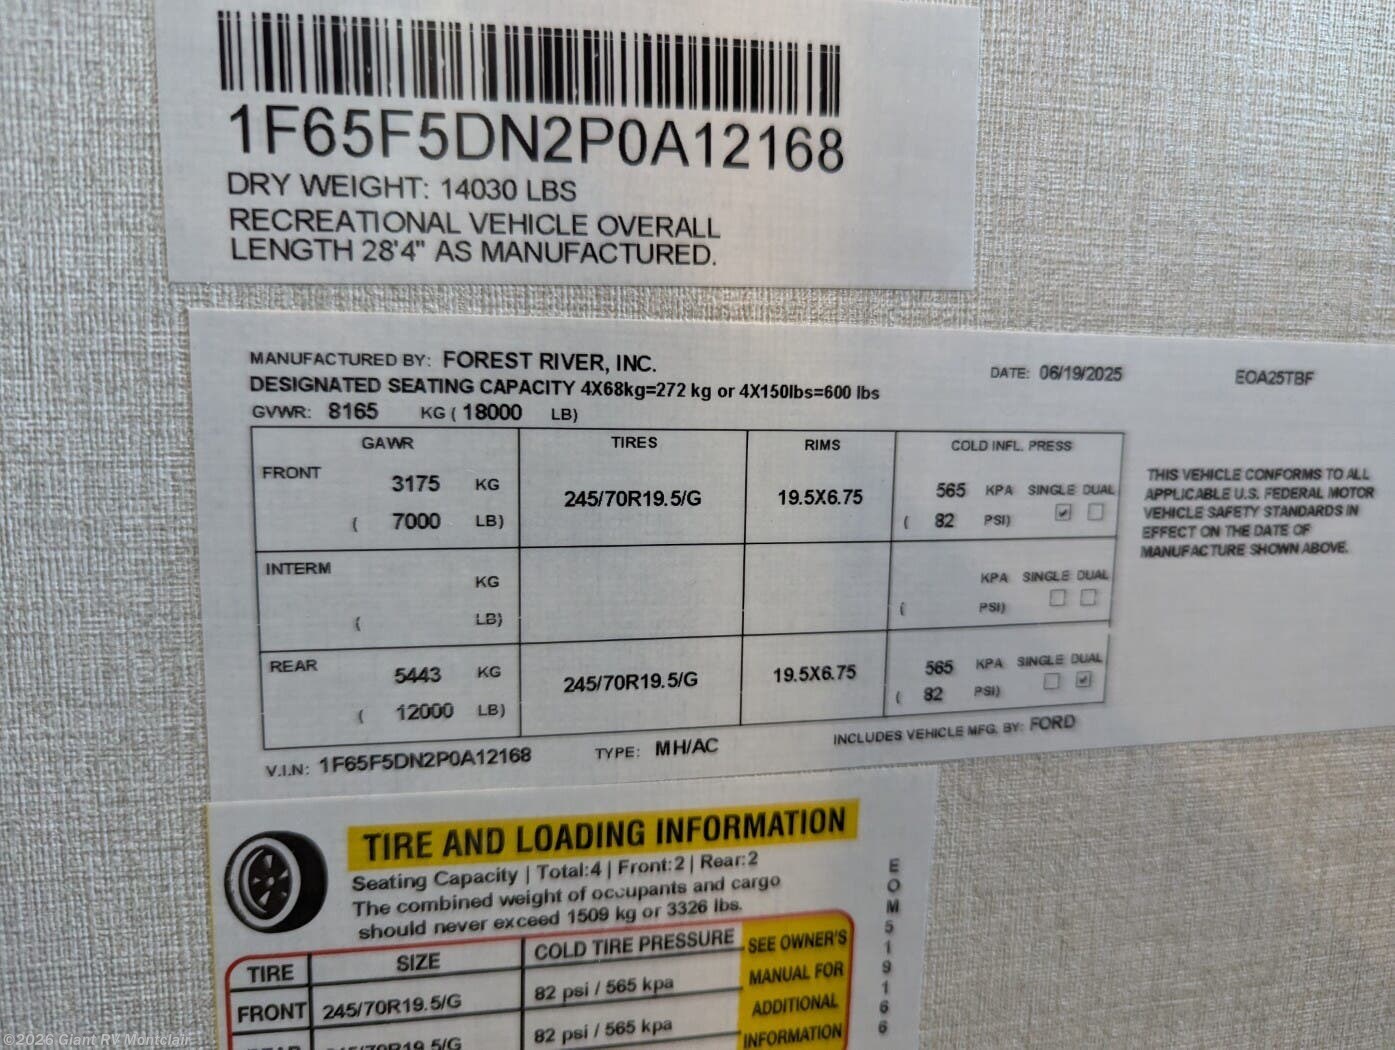 1F65F5DN2P0A12168
DRY WEIGHT: 14030 LBS
RECREATIONAL VEHICLE OVERALL
LENGTH 28'4" AS MANUFACTURED.
MANUFACTURED BY: FOREST RIVER, INC.
DATE: 06/19/2025
EOA25TBF
DESIGNATED SEATING CAPACITY 4X68kg=272 kg or 4X150lbs=600 lbs
GVWR: 8165 KG ( 18000 LB)
GAWR TIRES RIMS COLD INFL. PRESS
FRONT 3175 KG 245/70R19.5/G 19.5X6.75 565 KPA SINGLE DUAL
( 7000 LB) ( 82 PSI)
INTERM KG KPA SINGLE DUAL
( LB) ( PSI)
REAR 5443 KG 245/70R19.5/G 19.5X6.75 565 KPA SINGLE DUAL
( 12000 LB) ( 82 PSI)
V.I.N: 1F65F5DN2P0A12168 TYPE: MH/AC INCLUDES VEHICLE MFG. BY: FORD
THIS VEHICLE CONFORMS TO ALL
APPLICABLE U.S. FEDERAL MOTOR
VEHICLE SAFETY STANDARDS IN
EFFECT ON THE DATE OF
MANUFACTURE SHOWN ABOVE.
TIRE AND LOADING INFORMATION
Seating Capacity | Total:4 | Front:2 | Rear:2
The combined weight of occupants and cargo
should never exceed 1509 kg or 3326 lbs.
TIRE SIZE COLD TIRE PRESSURE
FRONT 245/70R19.5/G 82 psi / 565 kpa
REAR 245/70R19.5/G 82 psi / 565 kpa
SEE OWNER'S
MANUAL FOR
ADDITIONAL
INFORMATION
EOM519166
©2026 Giant RV Montclair